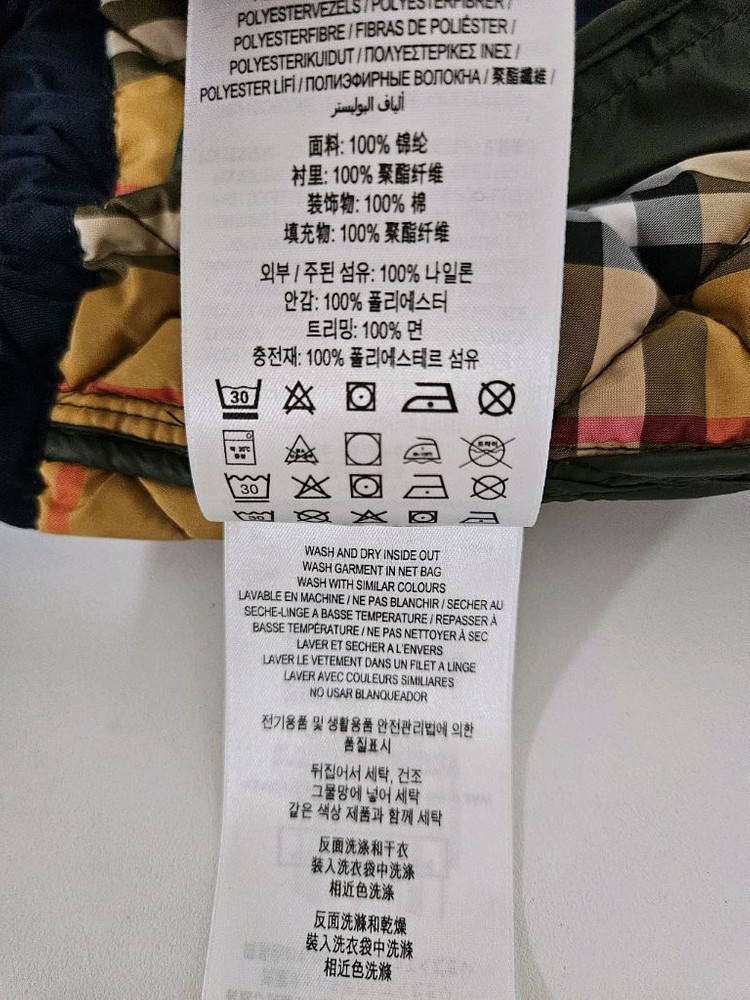 POLYESTERVEZELS / POLYESTERFIBRER /
POLYESTERFIBRE / FIBRAS DE POLIÉSTER /
POLYESTERIKUIDUT / ΠΟΛΥΕΣΤΕΡΙΚΕΣ ΙΝΕΣ /
POLYESTER LİFİ / ПОЛИЭФИРНЫЕ ВОЛОКНА / 聚酯纖維 /
ألياف البوليستر
面料: 100% 锦纶
衬里: 100% 聚酯纤维
装饰物: 100% 棉
填充物: 100% 聚酯纤维
외부 / 주된 섬유: 100% 나일론
안감: 100% 폴리에스터
트리밍: 100% 면
충전재: 100% 폴리에스테르 섬유
30
약 30℃
중성
드라이
30
30
WASH AND DRY INSIDE OUT
WASH GARMENT IN NET BAG
WASH WITH SIMILAR COLOURS
LAVABLE EN MACHINE / NE PAS BLANCHIR / SECHER AU
SECHE-LINGE A BASSE TEMPERATURE / REPASSER À
BASSE TEMPÉRATURE / NE PAS NETTOYER À SEC
LAVER ET SECHER A L'ENVERS
LAVER LE VETEMENT DANS UN FILET A LINGE
LAVER AVEC COULEURS SIMILIARES
NO USAR BLANQUEADOR
전기용품 및 생활용품 안전관리법에 의한
품질표시
뒤집어서 세탁, 건조
그물망에 넣어 세탁
같은 색상 제품과 함께 세탁
反面洗涤和干衣
装入洗衣袋中洗涤
相近色洗涤
反面洗滌和乾燥
裝入洗衣袋中洗滌
相近色洗滌